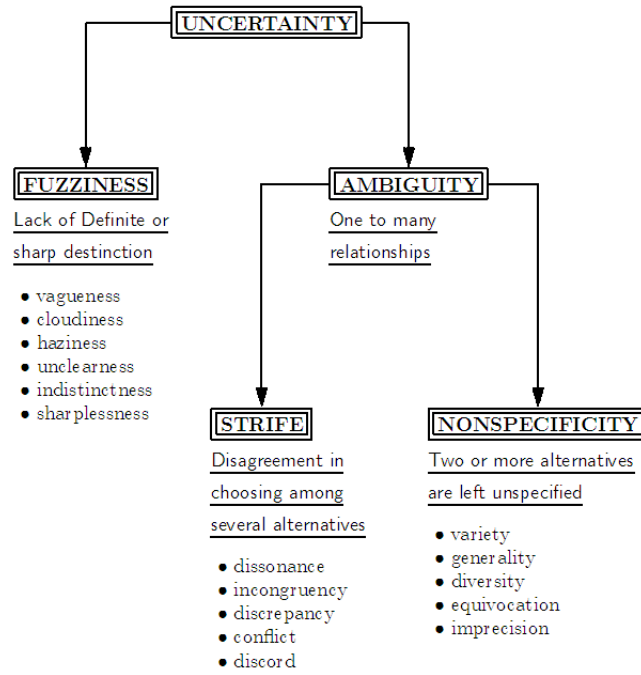 UNCERTAINTY
FUZZINESS
Lack of Definite or
sharp destinction
• vagueness
• cloudiness
• haziness
• unclearness
• indistinctness
• sharplessness
AMBIGUITY
One to many
relationships
STRIFE
Disagreement in
choosing among
several alternatives
• dissonance
• incongruency
• discrepancy
• conflict
• discord
NONSPECIFICITY
Two or more alternatives
are left unspecified
• variety
• generality
• diversity
• equivocation
• imprecision